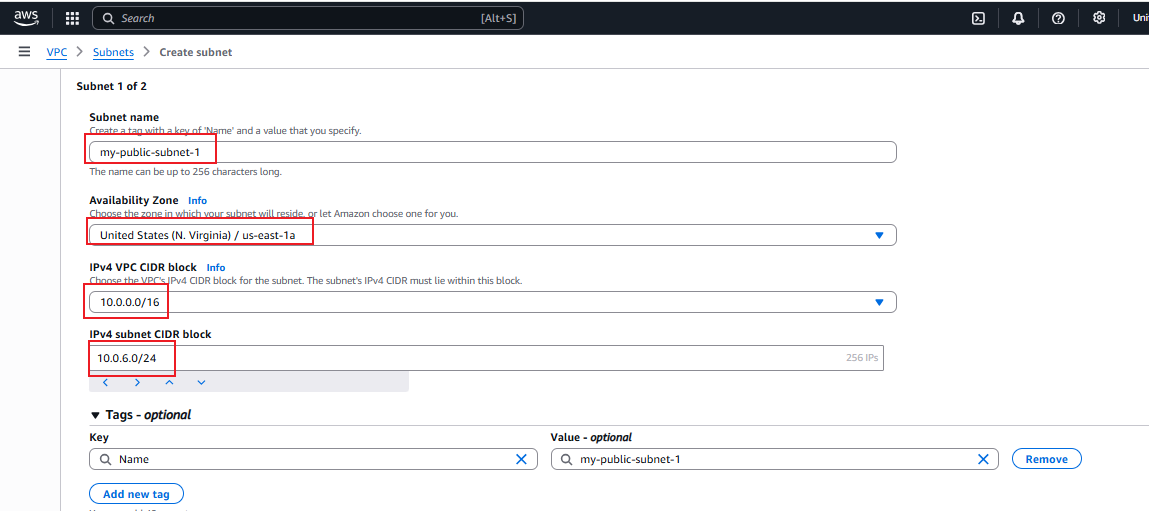 aws
Search [Alt+S]
Uni
VPC > Subnets > Create subnet
Subnet 1 of 2
Subnet name
Create a tag with a key of 'Name' and a value that you specify.
my-public-subnet-1
The name can be up to 256 characters long.
Availability Zone Info
Choose the zone in which your subnet will reside, or let Amazon choose one for you.
United States (N. Virginia) / us-east-1a
IPv4 VPC CIDR block Info
Choose the VPC's IPv4 CIDR block for the subnet. The subnet's IPv4 CIDR must lie within this block.
10.0.0.0/16
IPv4 subnet CIDR block
10.0.6.0/24 256 IPs
Tags - optional
Key Value - optional
Name my-public-subnet-1 Remove
Add new tag